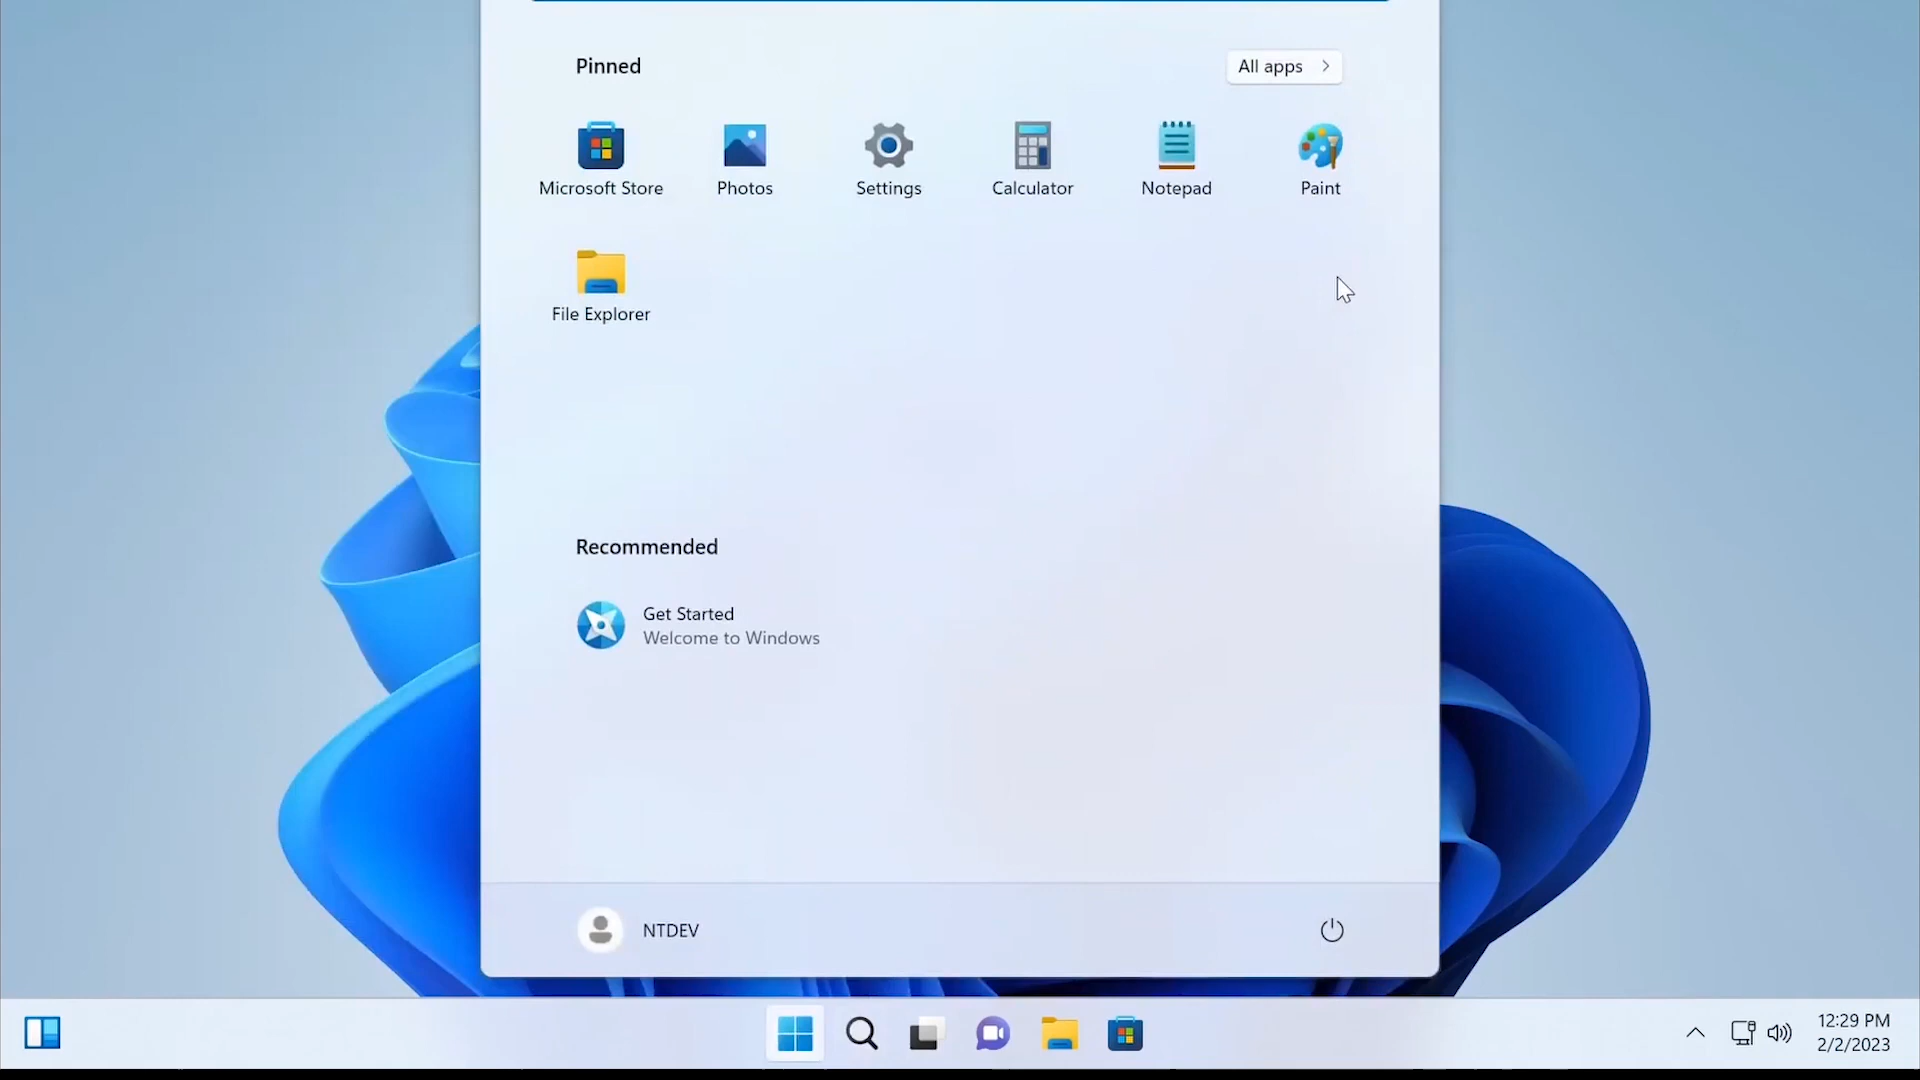 Pinned
All apps
Microsoft Store
Photos
Settings
Calculator
Notepad
Paint
File Explorer
Recommended
Get Started
Welcome to Windows
NTDEV
12:29 PM
2/2/2023